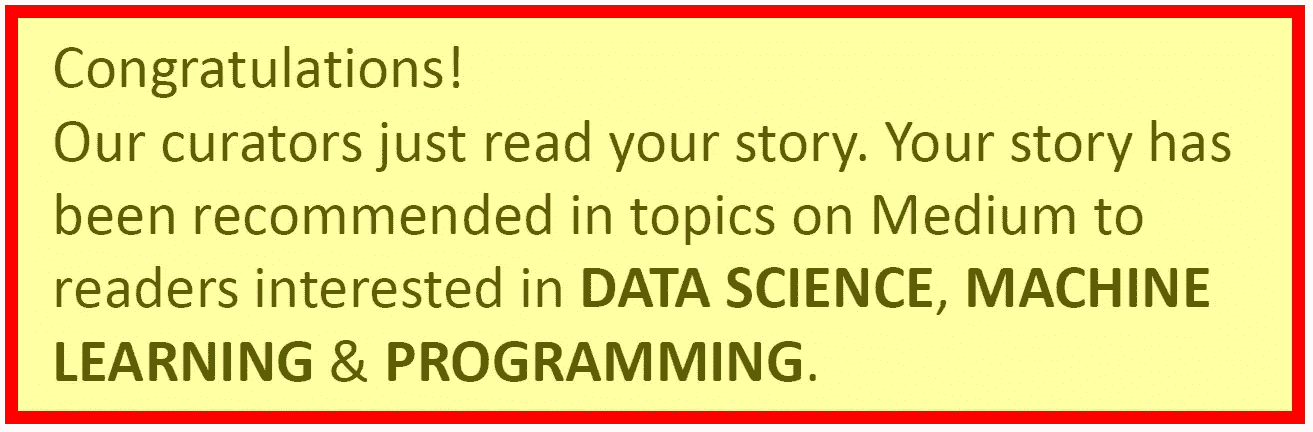 Congratulations!
Our curators just read your story. Your story has
been recommended in topics on Medium to
readers interested in DATA SCIENCE, MACHINE
LEARNING & PROGRAMMING.